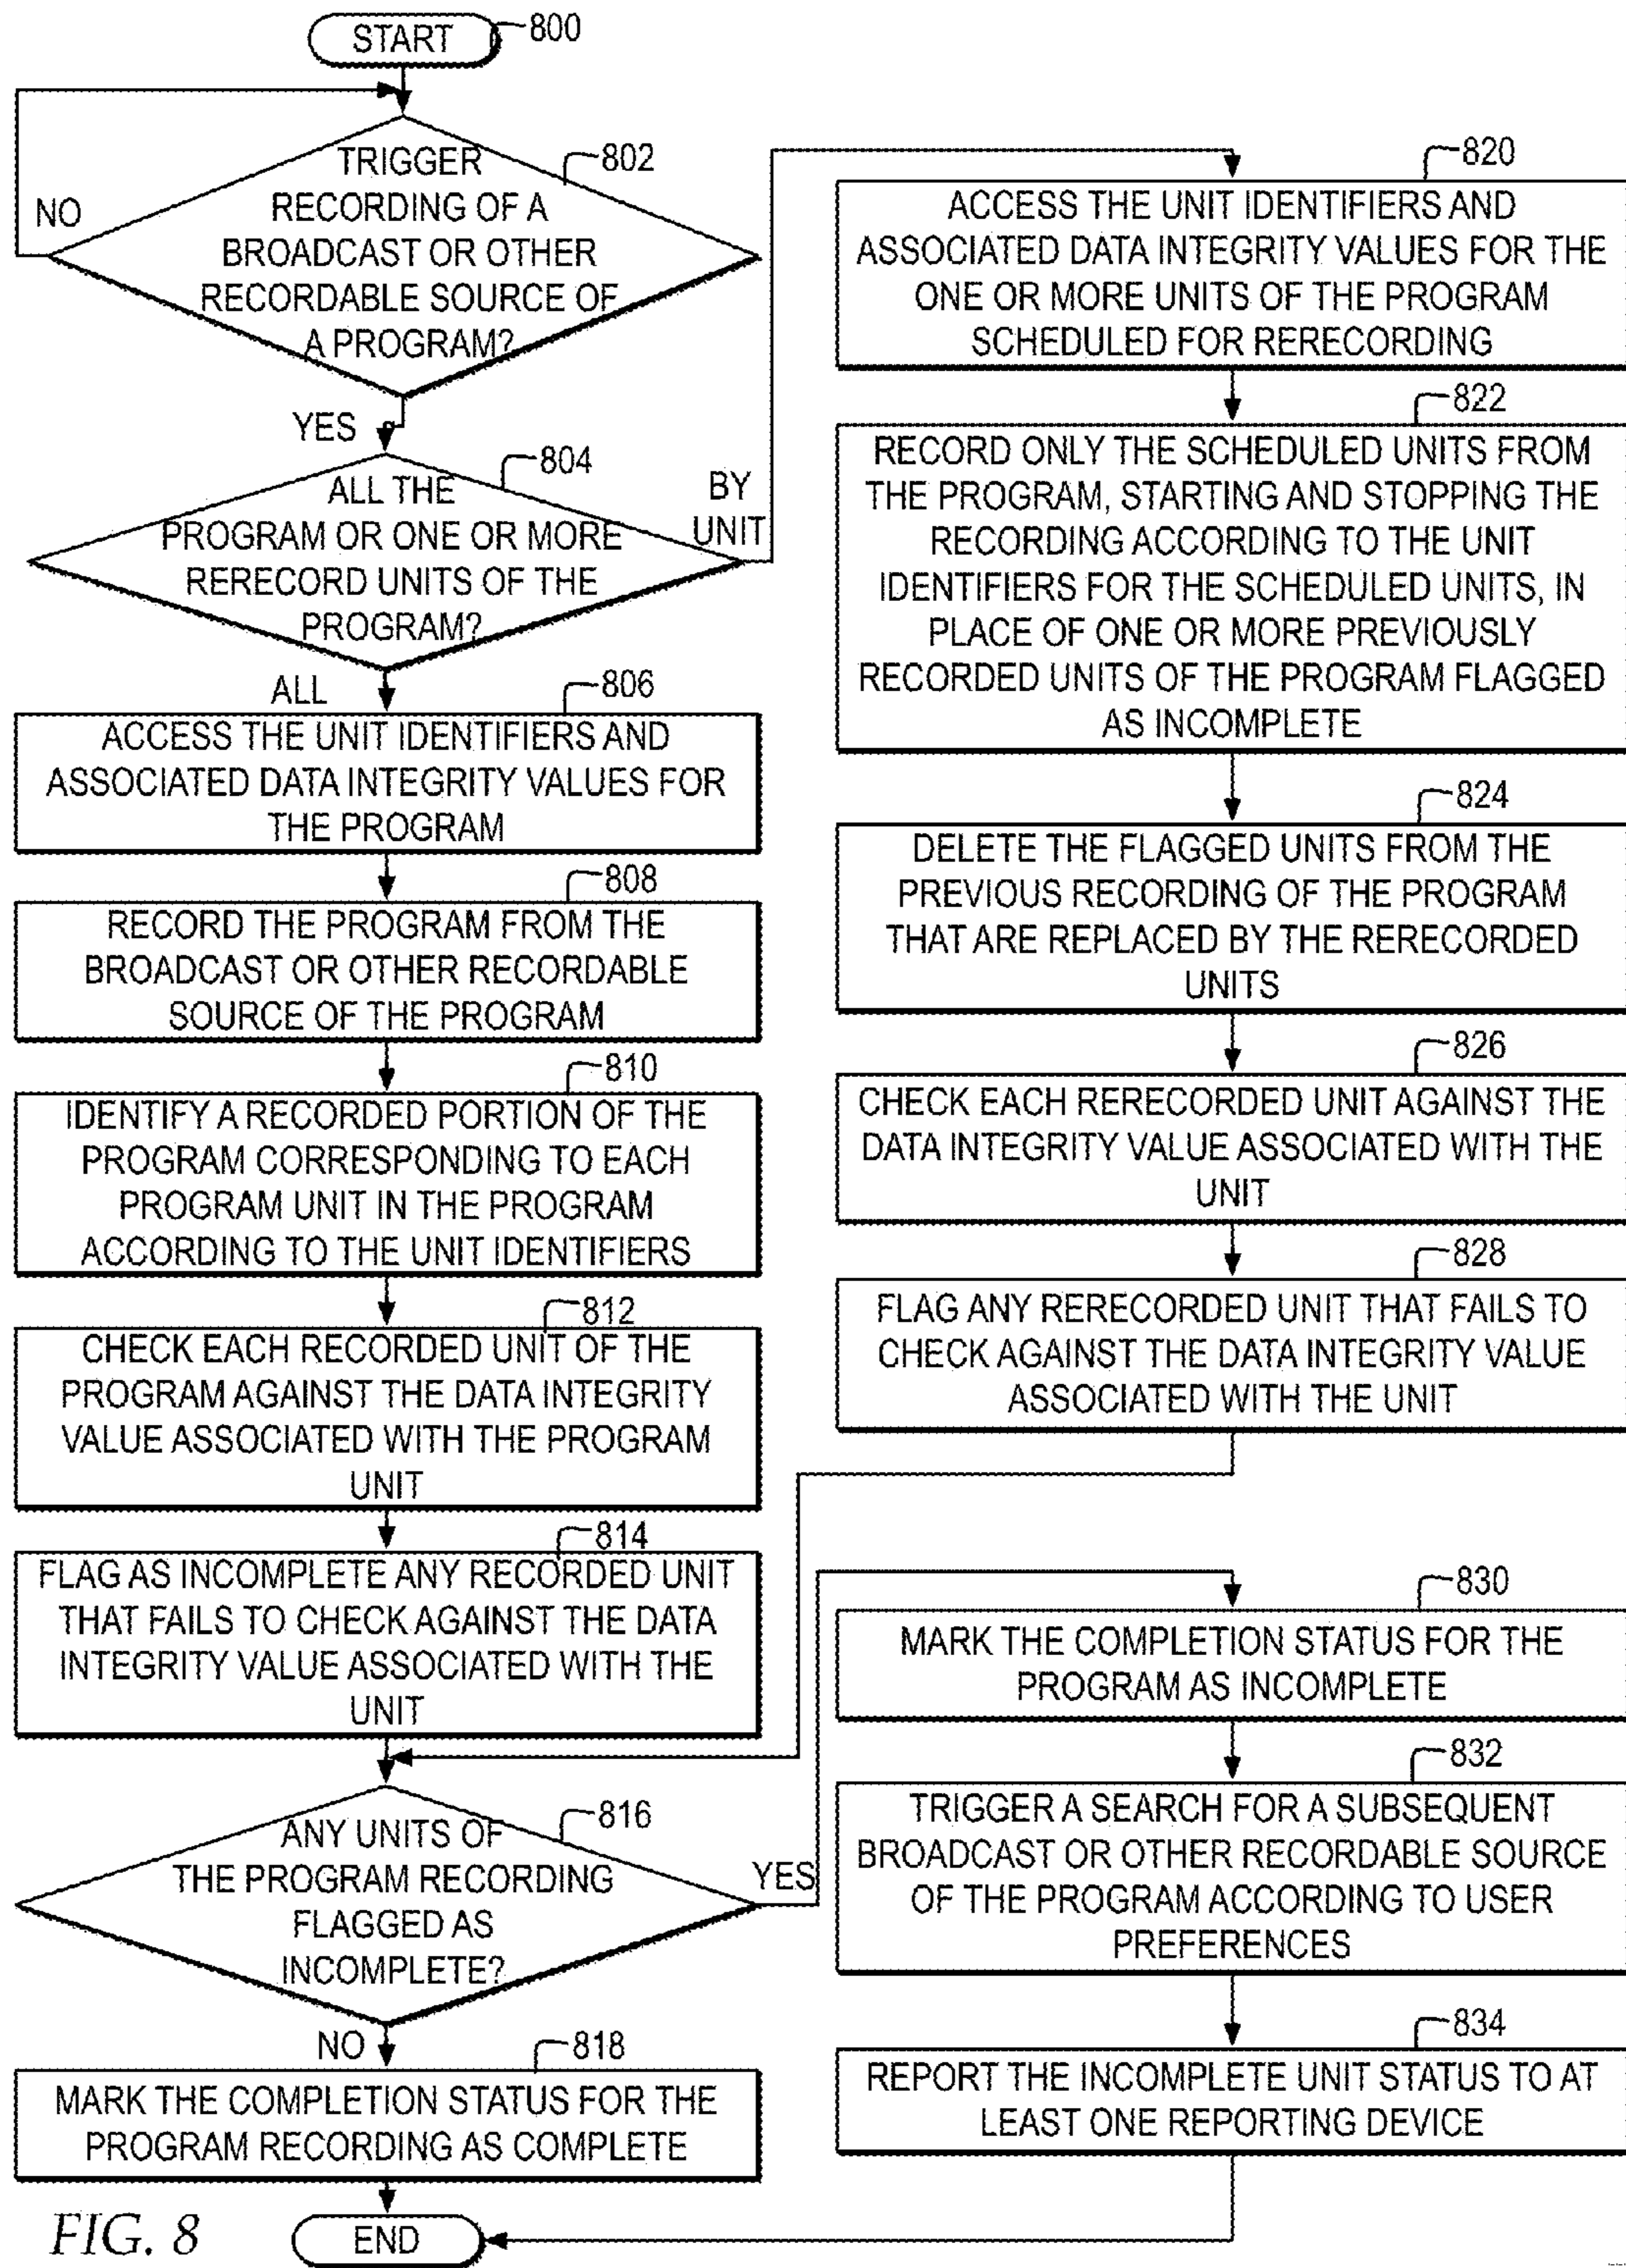 START
800
TRIGGER
802
RECORDING OF A
NO
BROADCAST OR OTHER
RECORDABLE SOURCE OF
A PROGRAM?
YES
804
ALL THE
BY
PROGRAM OR ONE OR MORE
UNIT
RERECORD UNITS OF THE
PROGRAM?
ALL
806
ACCESS THE UNIT IDENTIFIERS AND
ASSOCIATED DATA INTEGRITY VALUES FOR
THE PROGRAM
808
RECORD THE PROGRAM FROM THE
BROADCAST OR OTHER RECORDABLE
SOURCE OF THE PROGRAM
810
IDENTIFY A RECORDED PORTION OF THE
PROGRAM CORRESPONDING TO EACH
PROGRAM UNIT IN THE PROGRAM
ACCORDING TO THE UNIT IDENTIFIERS
812
CHECK EACH RECORDED UNIT OF THE
PROGRAM AGAINST THE DATA INTEGRITY
VALUE ASSOCIATED WITH THE PROGRAM
UNIT
814
FLAG AS INCOMPLETE ANY RECORDED UNIT
THAT FAILS TO CHECK AGAINST THE DATA
INTEGRITY VALUE ASSOCIATED WITH THE
UNIT
816
ANY UNITS OF
THE PROGRAM RECORDING
YES
FLAGGED AS
INCOMPLETE?
NO
818
MARK THE COMPLETION STATUS FOR THE
PROGRAM RECORDING AS COMPLETE
END
820
ACCESS THE UNIT IDENTIFIERS AND
ASSOCIATED DATA INTEGRITY VALUES FOR THE
ONE OR MORE UNITS OF THE PROGRAM
SCHEDULED FOR RERECORDING
822
RECORD ONLY THE SCHEDULED UNITS FROM
THE PROGRAM, STARTING AND STOPPING THE
RECORDING ACCORDING TO THE UNIT
IDENTIFIERS FOR THE SCHEDULED UNITS, IN
PLACE OF ONE OR MORE PREVIOUSLY
RECORDED UNITS OF THE PROGRAM FLAGGED
AS INCOMPLETE
824
DELETE THE FLAGGED UNITS FROM THE
PREVIOUS RECORDING OF THE PROGRAM
THAT ARE REPLACED BY THE RERECORDED
UNITS
826
CHECK EACH RERECORDED UNIT AGAINST THE
DATA INTEGRITY VALUE ASSOCIATED WITH THE
UNIT
828
FLAG ANY RERECORDED UNIT THAT FAILS TO
CHECK AGAINST THE DATA INTEGRITY VALUE
ASSOCIATED WITH THE UNIT
830
MARK THE COMPLETION STATUS FOR THE
PROGRAM AS INCOMPLETE
832
TRIGGER A SEARCH FOR A SUBSEQUENT
BROADCAST OR OTHER RECORDABLE SOURCE
OF THE PROGRAM ACCORDING TO USER
PREFERENCES
834
REPORT THE INCOMPLETE UNIT STATUS TO AT
LEAST ONE REPORTING DEVICE
FIG. 8